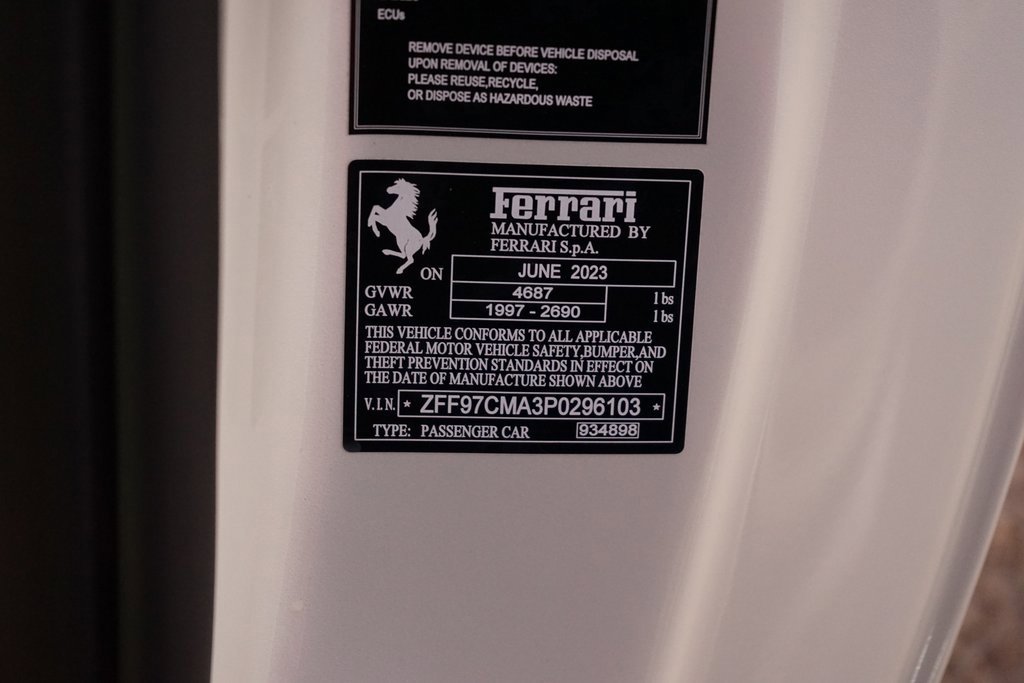 ECUs
REMOVE DEVICE BEFORE VEHICLE DISPOSAL
UPON REMOVAL OF DEVICES:
PLEASE REUSE,RECYCLE,
OR DISPOSE AS HAZARDOUS WASTE
Ferrari
MANUFACTURED BY
FERRARI S.p.A.
ON JUNE 2023
GVWR 4687 lbs
GAWR 1997 - 2690 lbs
THIS VEHICLE CONFORMS TO ALL APPLICABLE
FEDERAL MOTOR VEHICLE SAFETY,BUMPER,AND
THEFT PREVENTION STANDARDS IN EFFECT ON
THE DATE OF MANUFACTURE SHOWN ABOVE
V.I.N. * ZFF97CMA3P0296103 *
TYPE: PASSENGER CAR 934898